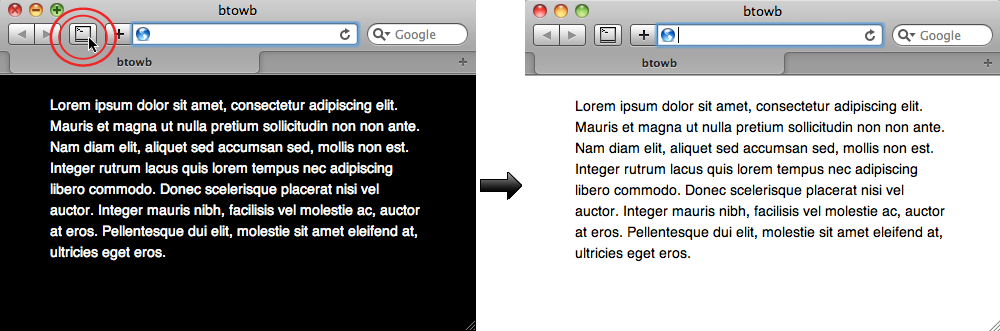 btowb
Google
btowb
Lorem ipsum dolor sit amet, consectetur adipiscing elit.
Mauris et magna ut nulla pretium sollicitudin non non ante.
Nam diam elit, aliquet sed accumsan sed, mollis non est.
Integer rutrum lacus quis lorem tempus nec adipiscing
libero commodo. Donec scelerisque placerat nisi vel
auctor. Integer mauris nibh, facilisis vel molestie ac, auctor
at eros. Pellentesque dui elit, molestie sit amet eleifend at,
ultricies eget eros.
btowb
Google
btowb
Lorem ipsum dolor sit amet, consectetur adipiscing elit.
Mauris et magna ut nulla pretium sollicitudin non non ante.
Nam diam elit, aliquet sed accumsan sed, mollis non est.
Integer rutrum lacus quis lorem tempus nec adipiscing
libero commodo. Donec scelerisque placerat nisi vel
auctor. Integer mauris nibh, facilisis vel molestie ac, auctor
at eros. Pellentesque dui elit, molestie sit amet eleifend at,
ultricies eget eros.